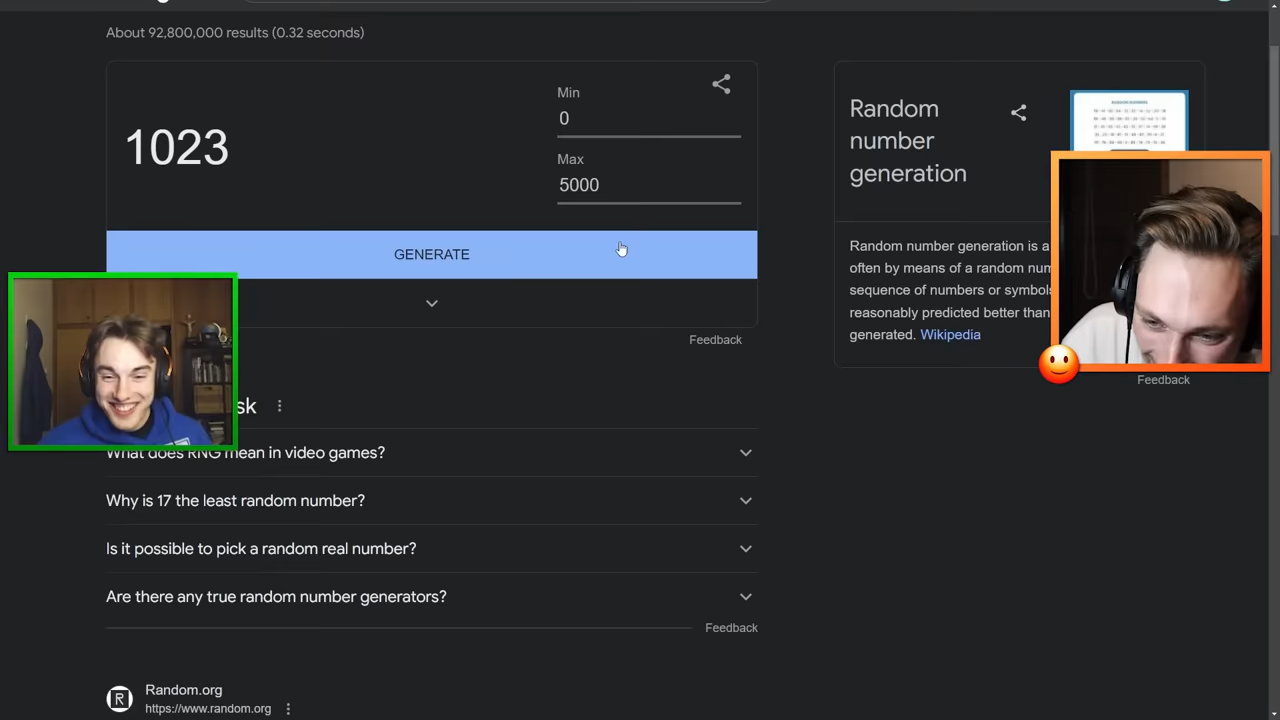 About 92,800,000 results (0.32 seconds)
1023
Min
0
Max
5000
GENERATE
Feedback
sk
What does RNG mean in video games?
Why is 17 the least random number?
Is it possible to pick a random real number?
Are there any true random number generators?
Feedback
R
Random.org
https://www.random.org
Random
number
generation
RANDOM NUMBERS
Random number generation is a
often by means of a random num
sequence of numbers or symbols
reasonably predicted better than
generated. Wikipedia
Feedback